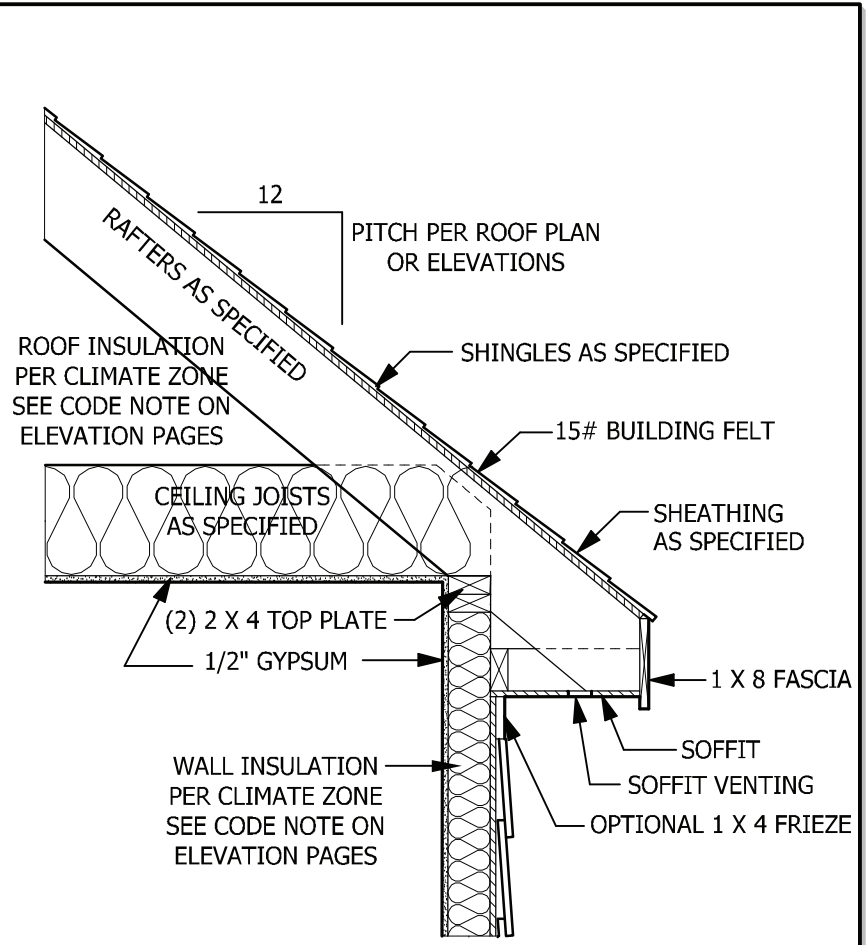 12
PITCH PER ROOF PLAN
OR ELEVATIONS
RAFTERS AS SPECIFIED
ROOF INSULATION
PER CLIMATE ZONE
SEE CODE NOTE ON
ELEVATION PAGES
SHINGLES AS SPECIFIED
15# BUILDING FELT
CEILING JOISTS
AS SPECIFIED
SHEATHING
AS SPECIFIED
(2) 2 X 4 TOP PLATE
1/2" GYPSUM
1 X 8 FASCIA
SOFFIT
SOFFIT VENTING
OPTIONAL 1 X 4 FRIEZE
WALL INSULATION
PER CLIMATE ZONE
SEE CODE NOTE ON
ELEVATION PAGES